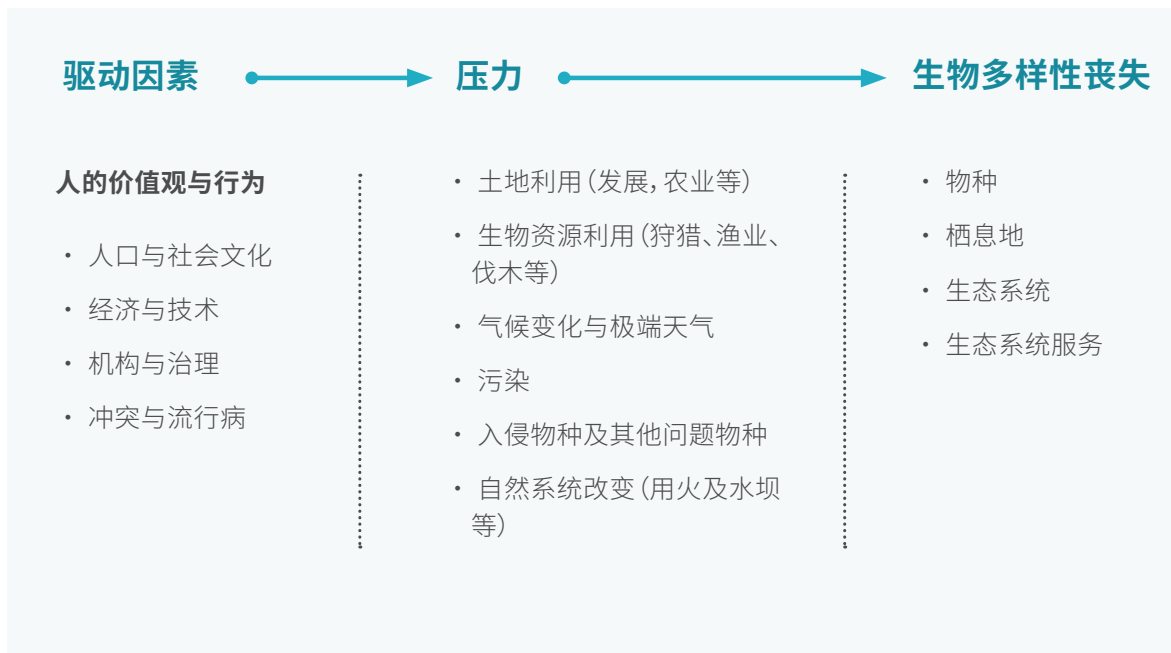 驱动因素
压力
生物多样性丧失
人的价值观与行为
• 人口与社会文化
• 经济与技术
• 机构与治理
• 冲突与流行病
• 土地利用（发展，农业等）
• 生物资源利用（狩猎、渔业、
伐木等）
• 气候变化与极端天气
• 污染
• 入侵物种及其他问题物种
• 自然系统改变（用火及水坝
等）
• 物种
• 栖息地
• 生态系统
• 生态系统服务